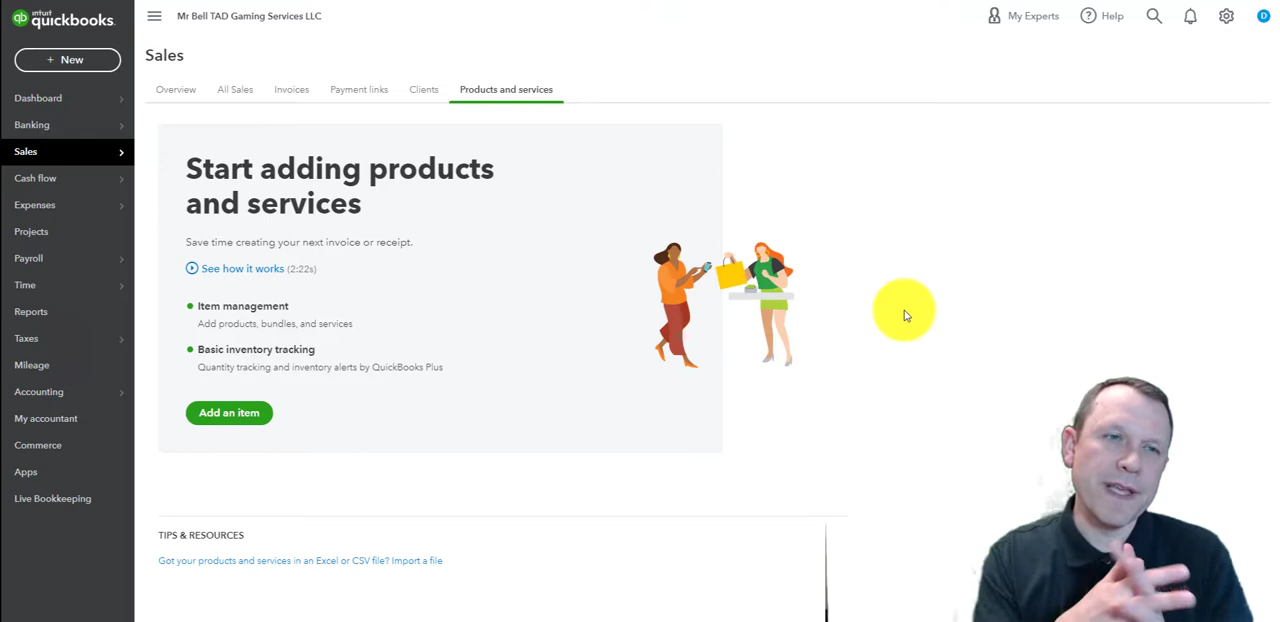 intuit
quickbooks.
+ New
Dashboard
Banking
Sales
Cash flow
Expenses
Projects
Payroll
Time
Reports
Taxes
Mileage
Accounting
My accountant
Commerce
Apps
Live Bookkeeping
Mr Bell TAD Gaming Services LLC
My Experts
Help
D
Sales
Overview
All Sales
Invoices
Payment links
Clients
Products and services
Start adding products
and services
Save time creating your next invoice or receipt.
See how it works (2:22s)
Item management
Add products, bundles, and services
Basic inventory tracking
Quantity tracking and inventory alerts by QuickBooks Plus
Add an item
TIPS & RESOURCES
Got your products and services in an Excel or CSV file? Import a file